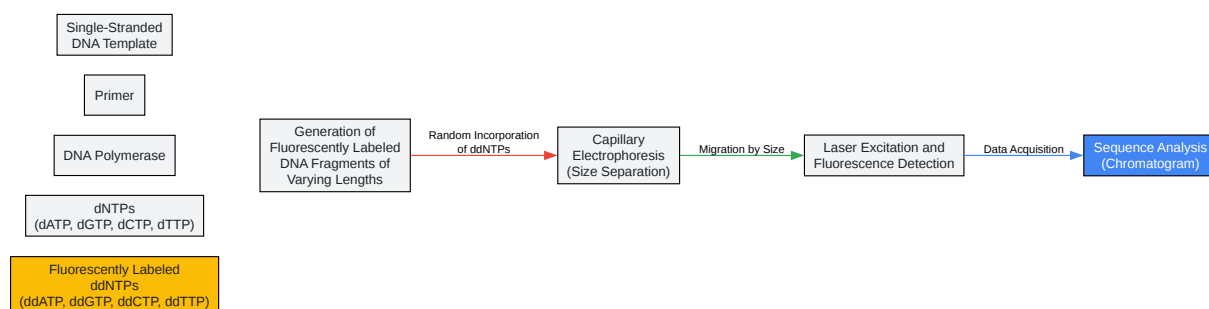 Single-Stranded
DNA Template
Primer
DNA Polymerase
dNTPs
(dATP, dGTP, dCTP, dTTP)
Fluorescently Labeled
ddNTPs
(ddATP, ddGTP, ddCTP, ddTTP)
Generation of
Fluorescently Labeled
DNA Fragments of
Varying Lengths
Random Incorporation
of ddNTPs
Capillary
Electrophoresis
(Size Separation)
Migration by Size
Laser Excitation and
Fluorescence Detection
Data Acquisition
Sequence Analysis
(Chromatogram)